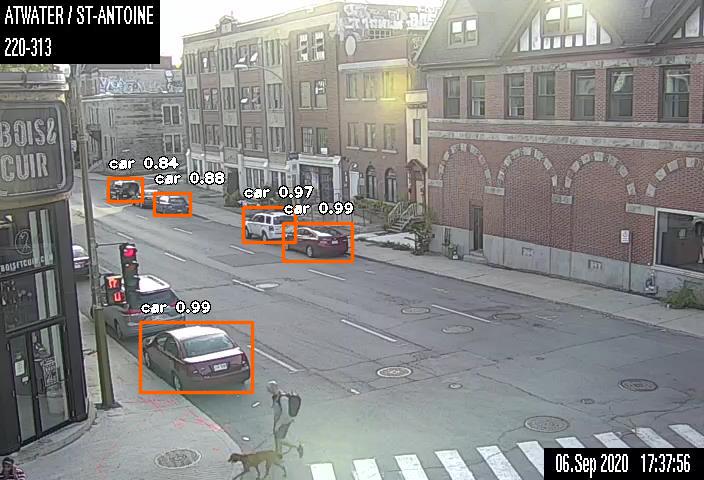 ATWATER / ST-ANTOINE
220-313
BOIS&
CUIR
car 0.84
car 0.88
car 0.97
car 0.99
car 0.99
06.Sep 2020 17:37:56